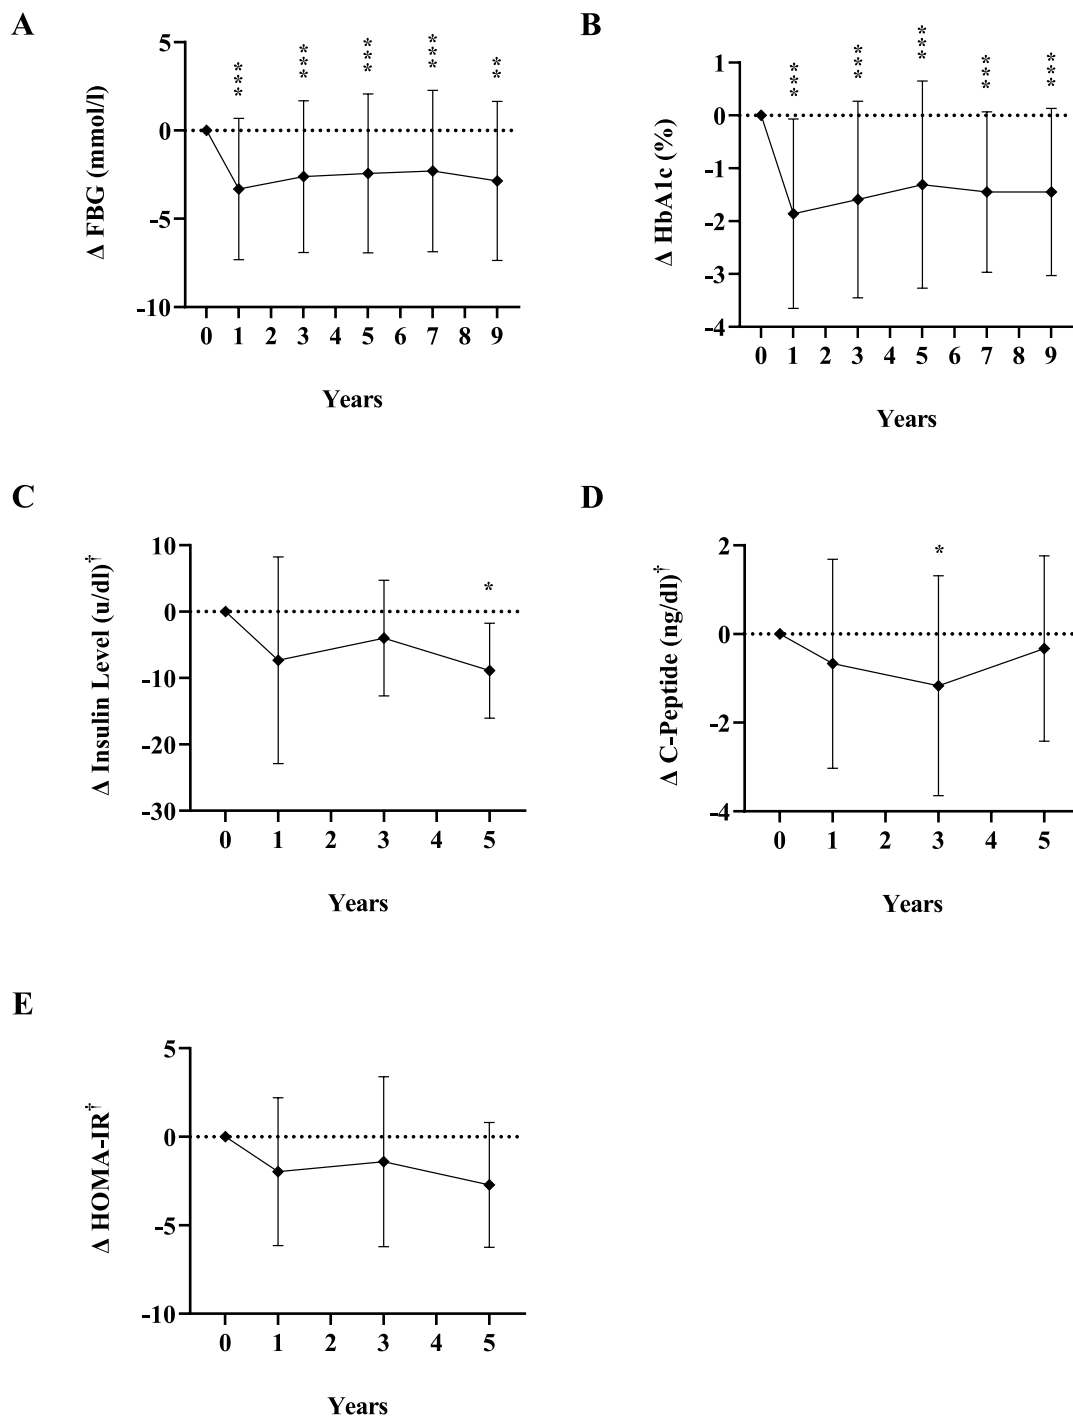 A
Δ FBG (mmol/l)
5
0
-5
-10
***
***
***
***
**
0 1 2 3 4 5 6 7 8 9
Years
B
Δ HbA1c (%)
1
0
-1
-2
-3
-4
***
***
***
***
***
0 1 2 3 4 5 6 7 8 9
Years
C
Δ Insulin Level (u/dl)†
10
0
-10
-20
-30
*
0 1 2 3 4 5
Years
D
Δ C-Peptide (ng/dl)†
2
0
-2
-4
*
0 1 2 3 4 5
Years
E
Δ HOMA-IR†
5
0
-5
-10
0 1 2 3 4 5
Years